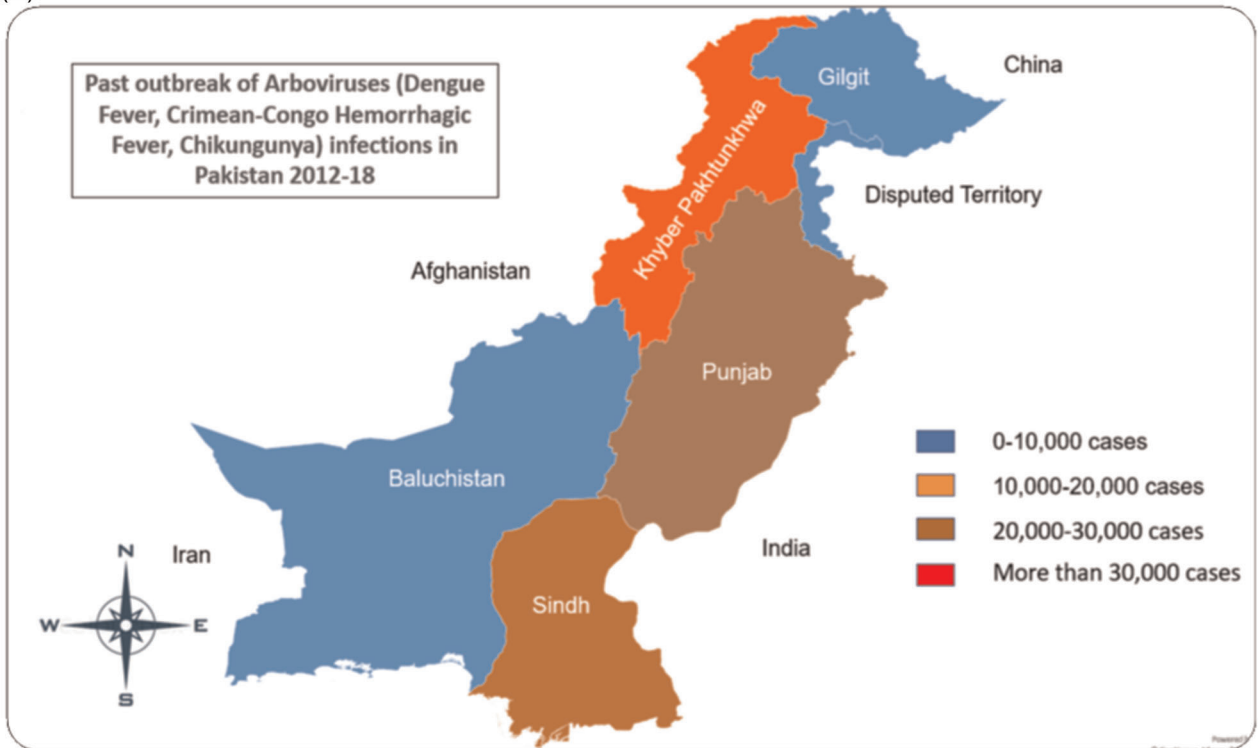 Past outbreak of Arboviruses (Dengue
Fever, Crimean-Congo Hemorrhagic
Fever, Chikungunya) infections in
Pakistan 2012-18
China
Gilgit
Khyber Pakhtunkhwa
Disputed Territory
Afghanistan
Punjab
Baluchistan
0-10,000 cases
10,000-20,000 cases
20,000-30,000 cases
More than 30,000 cases
India
Iran
Sindh
N
W
E
S
Powered